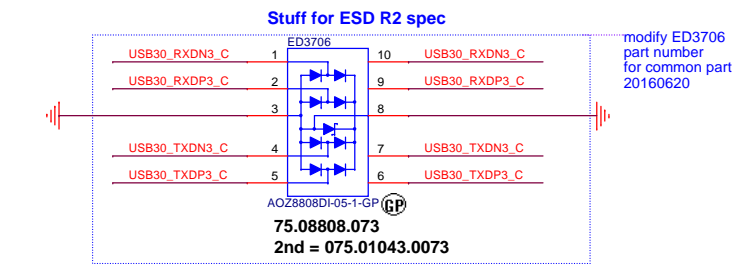 Stuff for ESD R2 spec
modify ED3706
part number
for common part
20160620
ED3706
USB30_RXDN3_C 1 10 USB30_RXDN3_C
USB30_RXDP3_C 2 9 USB30_RXDP3_C
3 8
USB30_TXDN3_C 4 7 USB30_TXDN3_C
USB30_TXDP3_C 5 6 USB30_TXDP3_C
AOZ8808DI-05-1-GP GP
75.08808.073
2nd = 075.01043.0073